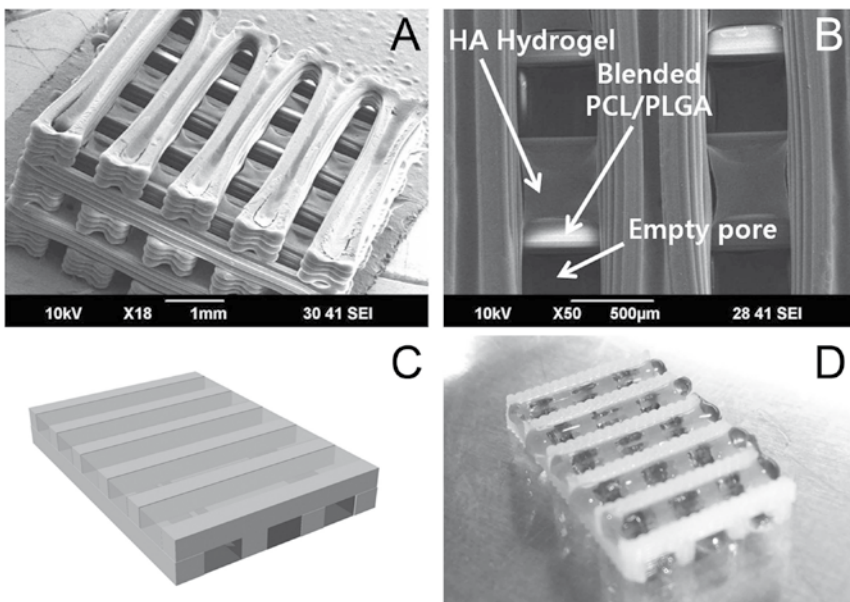 A
10kV X18 1mm 30 41 SEI
B
HA Hydrogel
Blended
PCL/PLGA
Empty pore
10kV X50 500µm 28 41 SEI
C
D